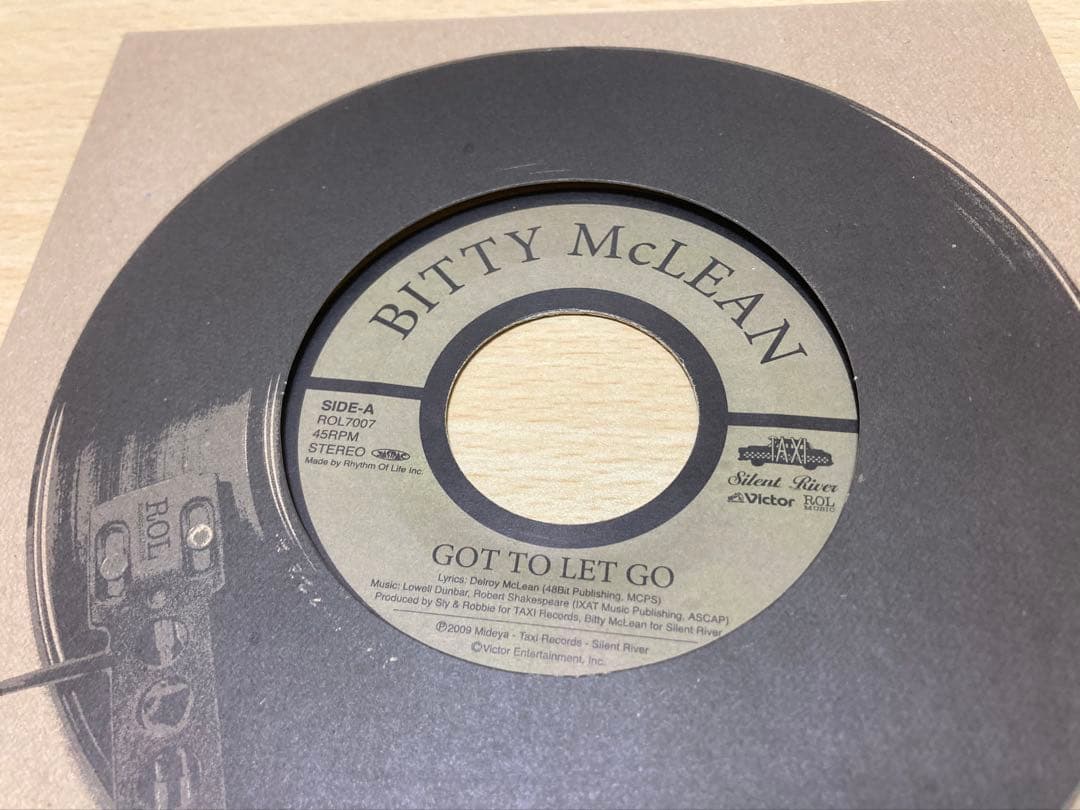 BITTY McLEAN
SIDE-A
ROL7007
45RPM
STEREO JASRAC
Made by Rhythm Of Life Inc.
TAXI
Silent River
Victor ROL MUSIC
GOT TO LET GO
Lyrics: Delroy McLean (48Bit Publishing, MCPS)
Music: Lowell Dunbar, Robert Shakespeare (IXAT Music Publishing, ASCAP)
Produced by Sly & Robbie for TAXI Records, Bitty McLean for Silent River
℗2009 Mideya - Taxi Records - Silent River
©Victor Entertainment, Inc.
ROL